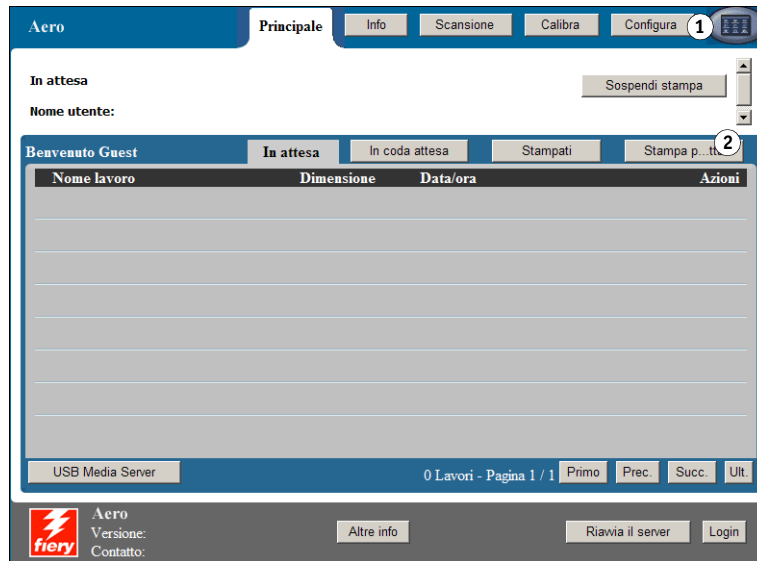 Aero Principale Info Scansione Calibra Configura 1
In attesa
Sospendi stampa
Nome utente:
Benvenuto Guest In attesa In coda attesa Stampati Stampa p...tt 2
Nome lavoro Dimensione Data/ora Azioni
USB Media Server 0 Lavori - Pagina 1 / 1 Primo Prec. Succ. Ult.
fiery
Aero
Versione:
Contatto:
Altre info Riavvia il server Login